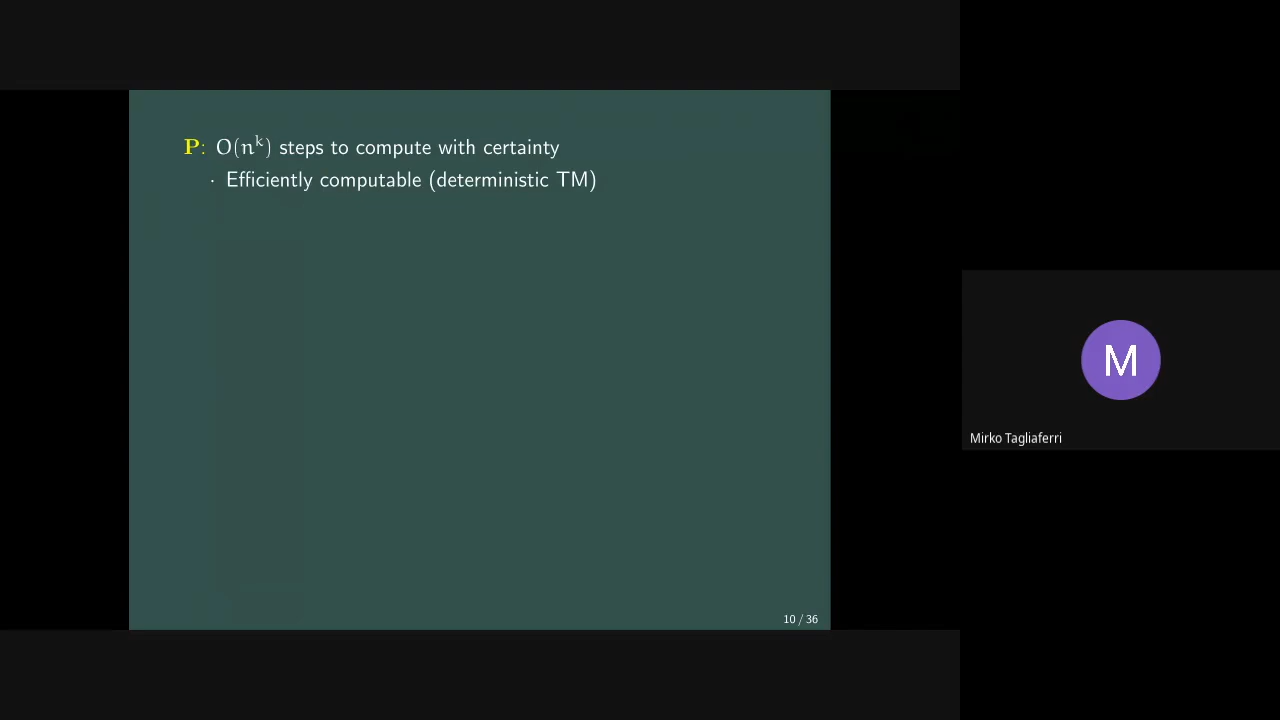 P: O(n^k) steps to compute with certainty
· Efficiently computable (deterministic TM)
10 / 36
M
Mirko Tagliaferri